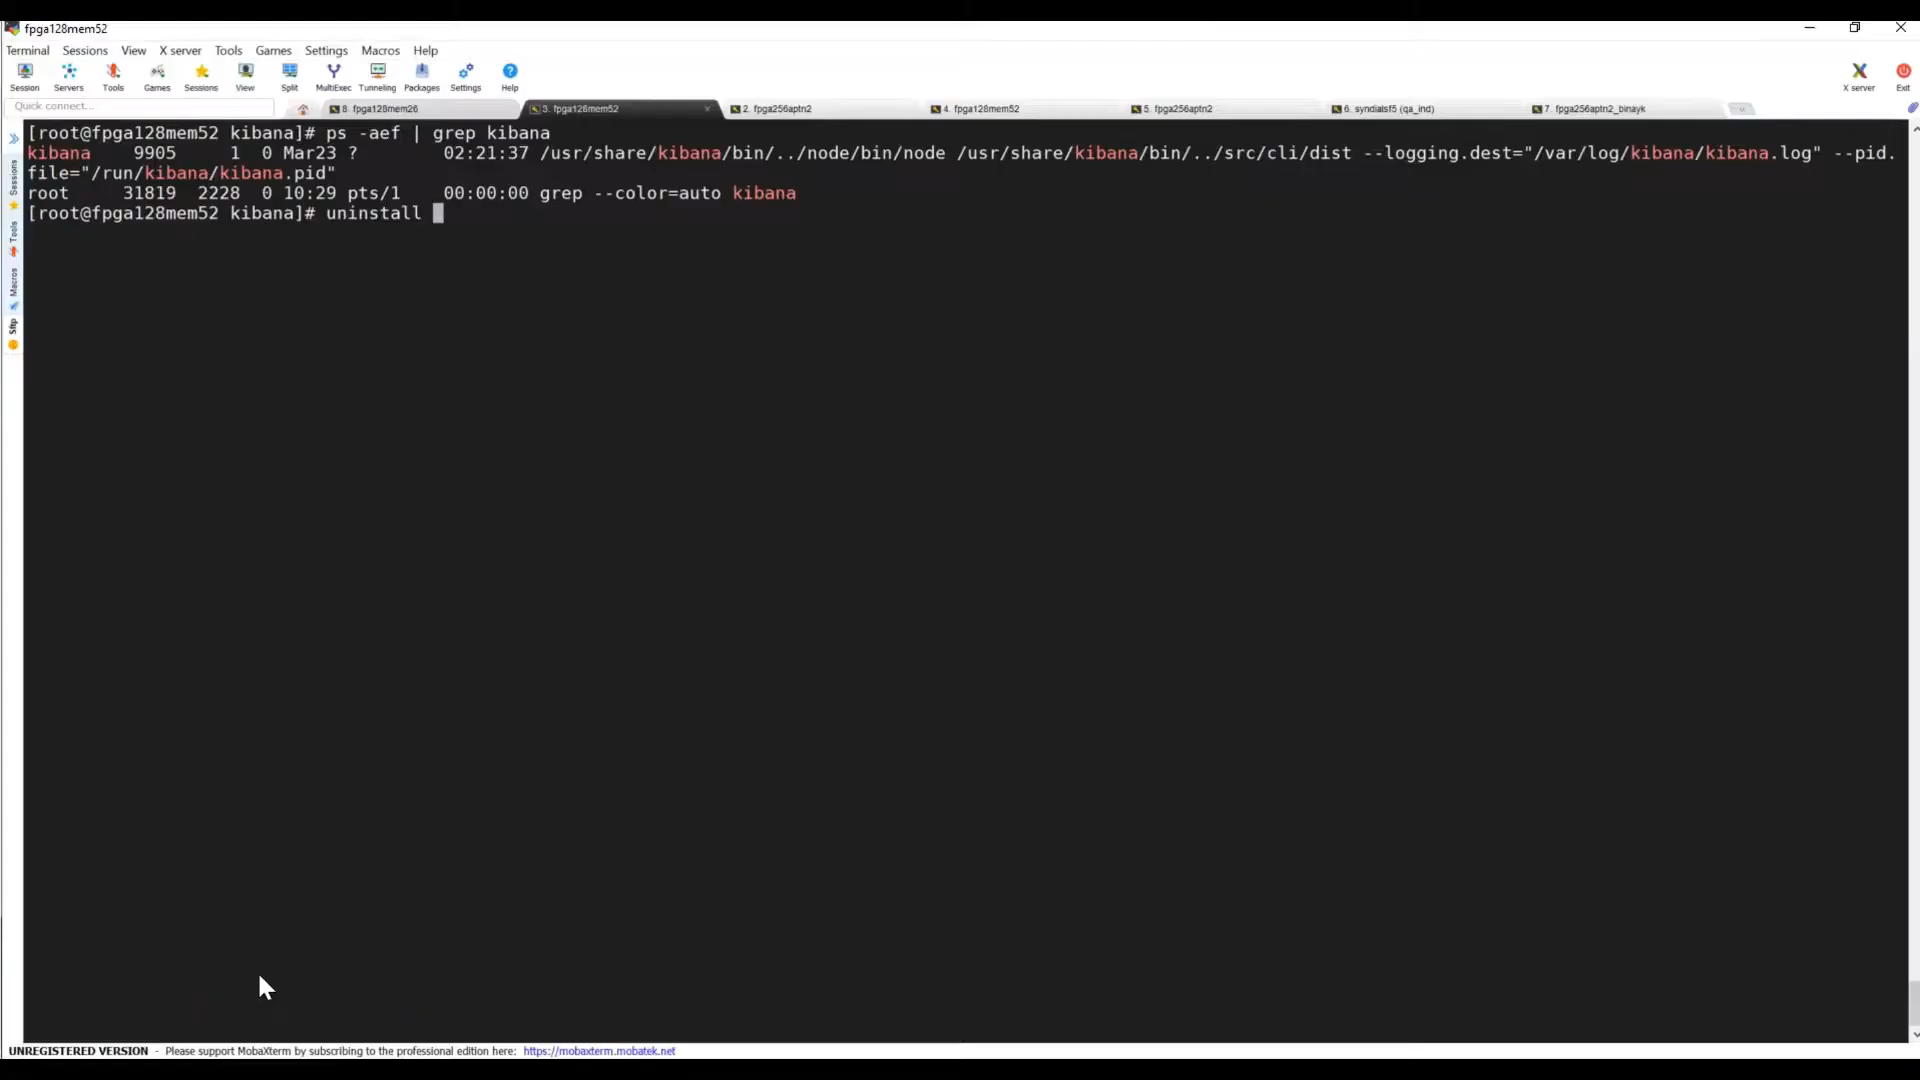 fpga128mem52
Terminal Sessions View X server Tools Games Settings Macros Help
Session Servers Tools Games Sessions View Split MultiExec Tunneling Packages Settings Help X server Exit
Quick connect... 8. fpga128mem26 3. fpga128mem52 2. fpga256aptn2 4. fpga128mem52 5. fpga256aptn2 6. syndialsf5 (qa_ind) 7. fpga256aptn2_binayk
[root@fpga128mem52 kibana]# ps -aef | grep kibana
kibana 9905 1 0 Mar23 ? 02:21:37 /usr/share/kibana/bin/../node/bin/node /usr/share/kibana/bin/../src/cli/dist --logging.dest="/var/log/kibana/kibana.log" --pid.
file="/run/kibana/kibana.pid"
root 31819 2228 0 10:29 pts/1 00:00:00 grep --color=auto kibana
[root@fpga128mem52 kibana]# uninstall
Sessions
Tools
Macros
Sftp
UNREGISTERED VERSION - Please support MobaXterm by subscribing to the professional edition here: https://mobaxterm.mobatek.net